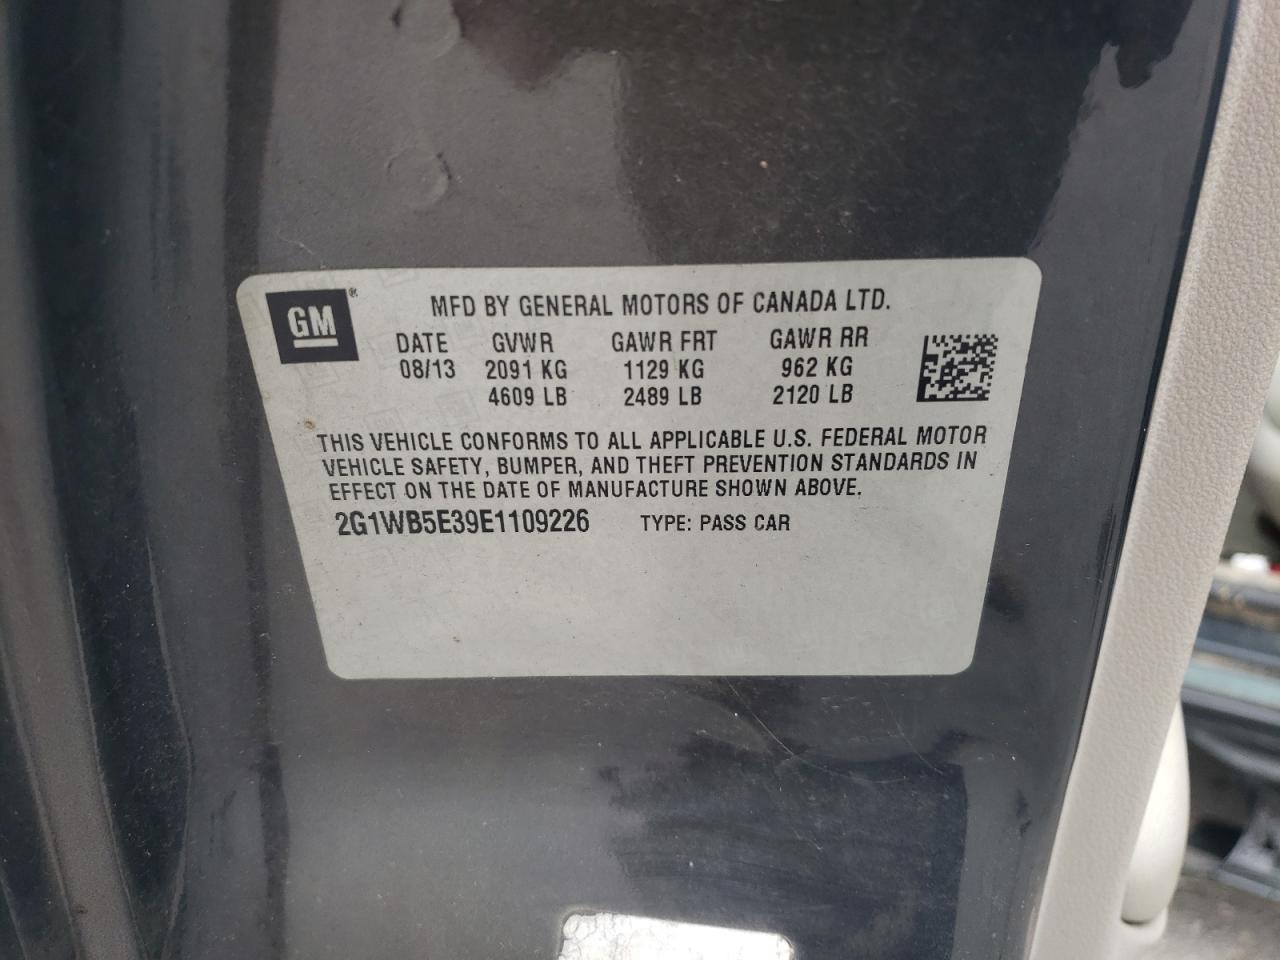 GM®
MFD BY GENERAL MOTORS OF CANADA LTD.
DATE GVWR GAWR FRT GAWR RR
08/13 2091 KG 1129 KG 962 KG
4609 LB 2489 LB 2120 LB
THIS VEHICLE CONFORMS TO ALL APPLICABLE U.S. FEDERAL MOTOR
VEHICLE SAFETY, BUMPER, AND THEFT PREVENTION STANDARDS IN
EFFECT ON THE DATE OF MANUFACTURE SHOWN ABOVE.
2G1WB5E39E1109226 TYPE: PASS CAR